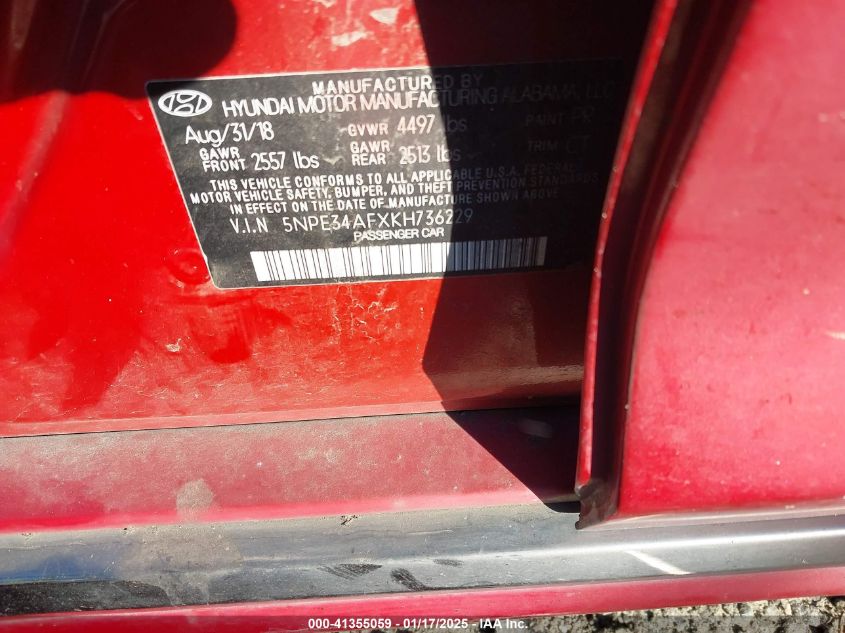 MANUFACTURED BY
HYUNDAI MOTOR MANUFACTURING ALABAMA, LLC
Aug/31/18 GVWR 4497 lbs PAINT PR
GAWR FRONT 2557 lbs GAWR REAR 2513 lbs TRIM CT
THIS VEHICLE CONFORMS TO ALL APPLICABLE U.S.A. FEDERAL
MOTOR VEHICLE SAFETY, BUMPER, AND THEFT PREVENTION STANDARDS
IN EFFECT ON THE DATE OF MANUFACTURE SHOWN ABOVE
V.I.N 5NPE34AFXKH736229
PASSENGER CAR
000-41355059 / 01/17/2025 - IAA Inc.